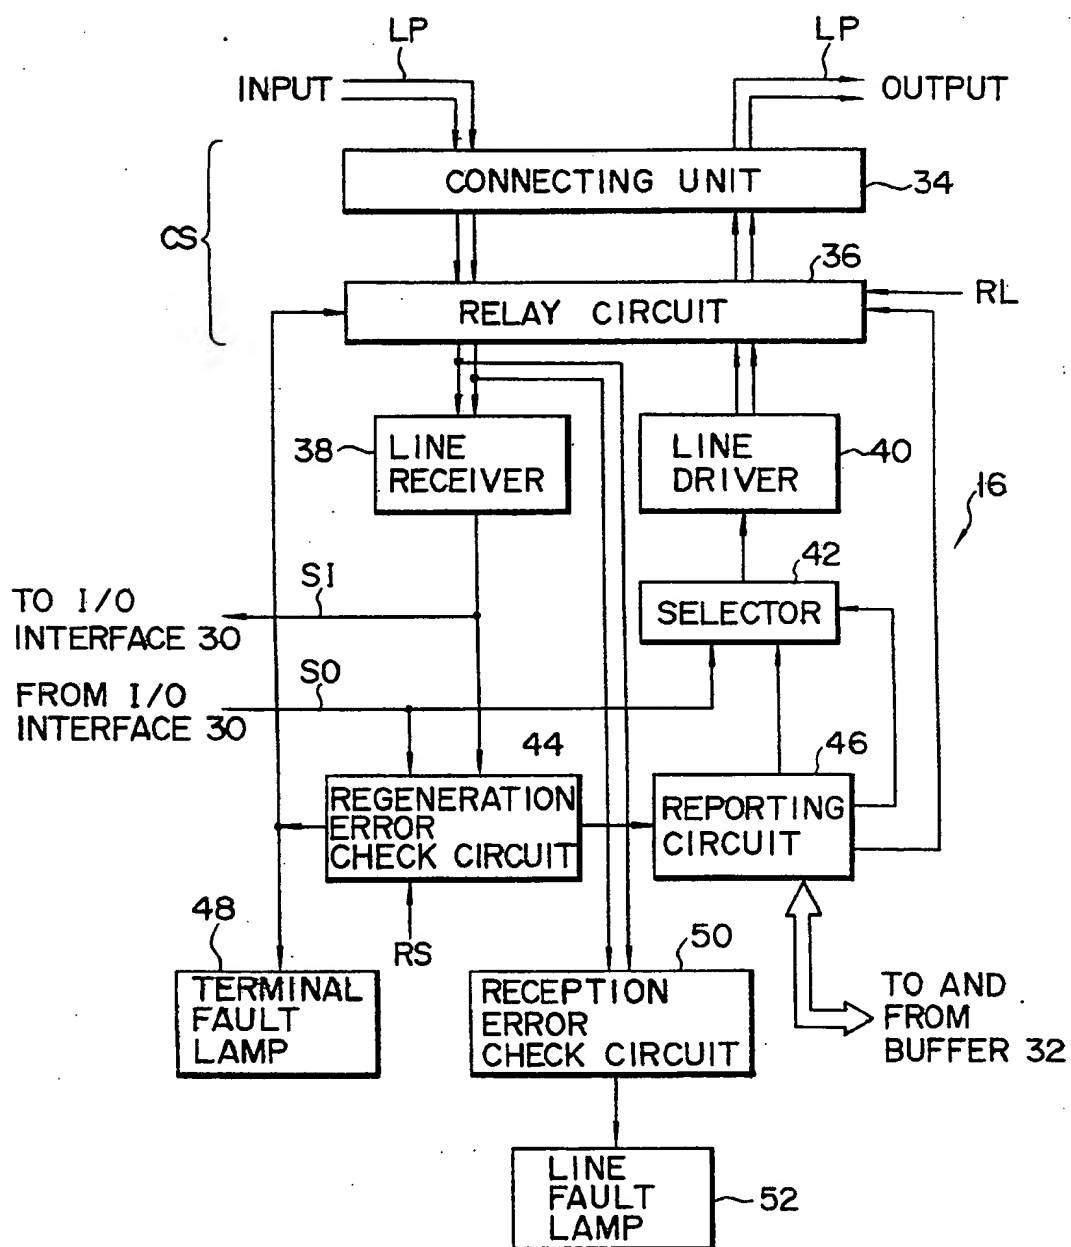 LP
LP
INPUT
OUTPUT
CONNECTING UNIT
34
CS
36
RL
RELAY CIRCUIT
38
LINE
RECEIVER
LINE
DRIVER
40
16
SI
42
TO I/O
INTERFACE 30
SELECTOR
SO
FROM I/O
INTERFACE 30
44
46
REGENERATION
ERROR
CHECK CIRCUIT
REPORTING
CIRCUIT
48
RS
50
TERMINAL
FAULT
LAMP
RECEPTION
ERROR
CHECK CIRCUIT
TO AND
FROM
BUFFER 32
LINE
FAULT
LAMP
52